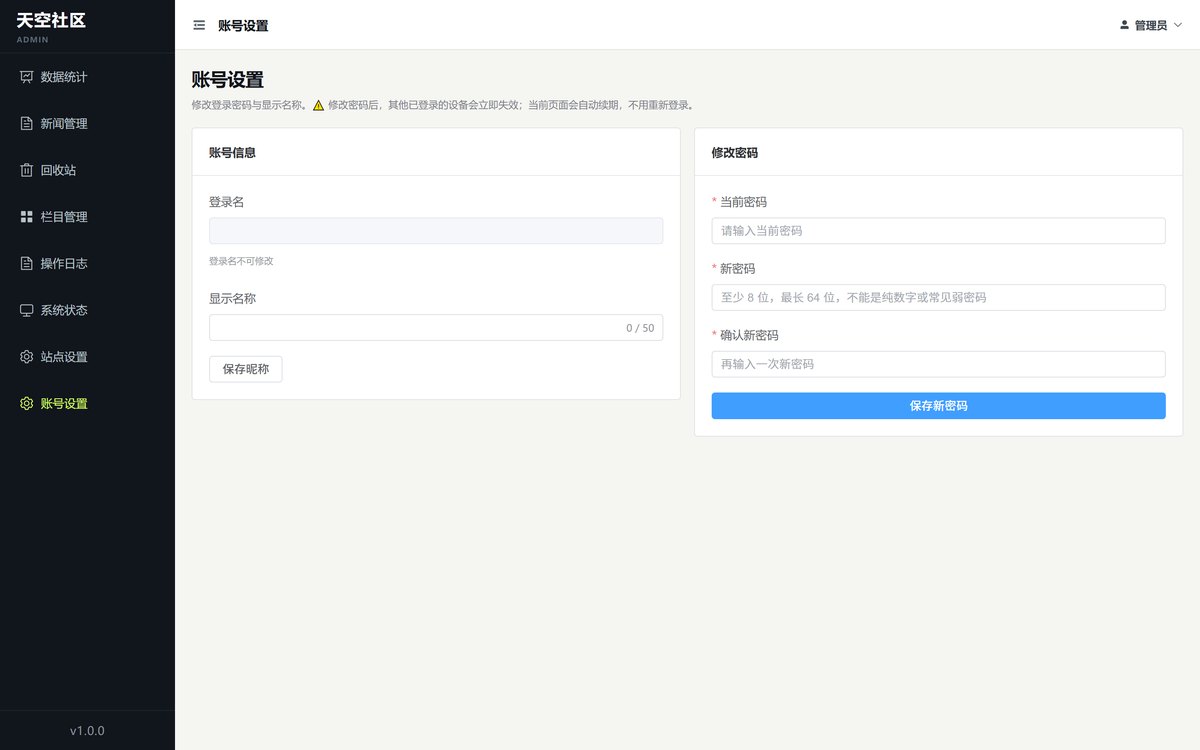 天空社区
ADMIN
数据统计
新闻管理
回收站
栏目管理
操作日志
系统状态
站点设置
账号设置
v1.0.0
账号设置
管理员
账号设置
修改登录密码与显示名称。⚠️ 修改密码后，其他已登录的设备会立即失效；当前页面会自动续期，不用重新登录。
账号信息
登录名
登录名不可修改
显示名称
0 / 50
保存昵称
修改密码
* 当前密码
请输入当前密码
* 新密码
至少 8 位，最长 64 位，不能是纯数字或常见弱密码
* 确认新密码
再输入一次新密码
保存新密码